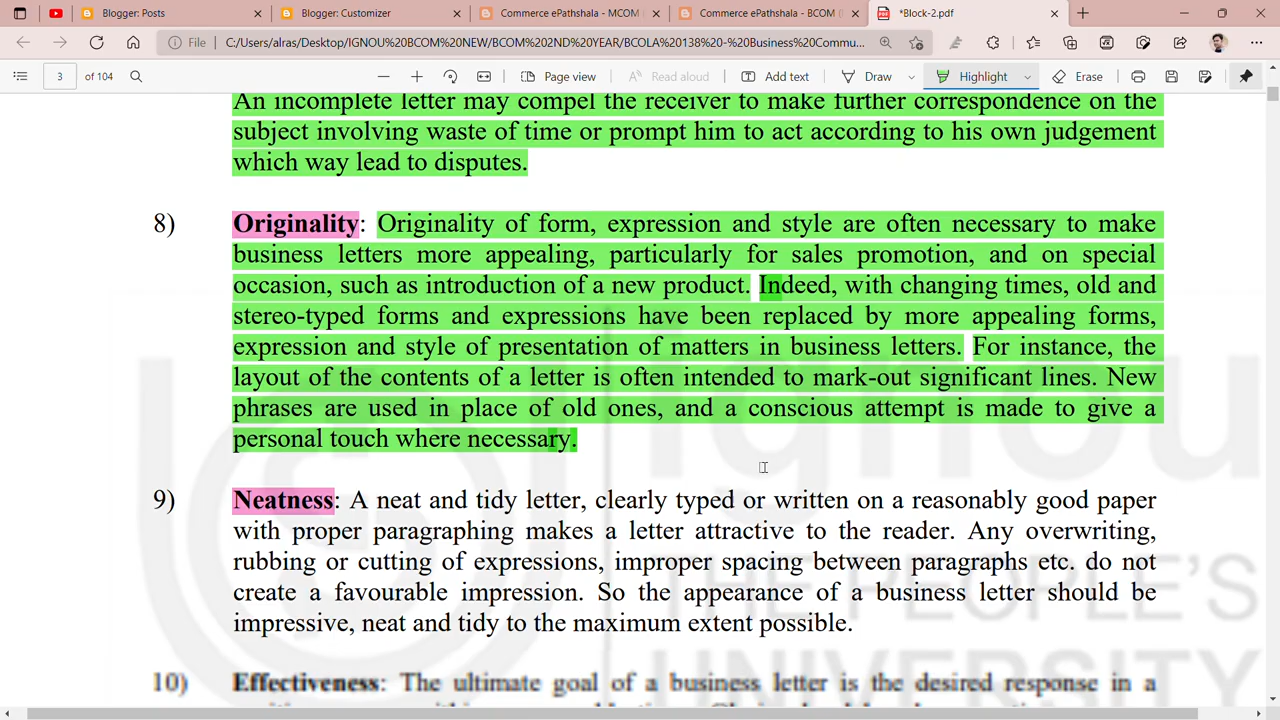 Blogger: Posts
Blogger: Customizer
Commerce ePathshala - MCOM (
Commerce ePathshala - BCOM (I
*Block-2.pdf
File
C:/Users/alras/Desktop/IGNOU%20BCOM%20NEW/BCOM%202ND%20YEAR/BCOLA%20138%20-%20Business%20Commu...
3 of 104
Page view
Read aloud
Add text
Draw
Highlight
Erase
An incomplete letter may compel the receiver to make further correspondence on the
subject involving waste of time or prompt him to act according to his own judgement
which way lead to disputes.
8) Originality: Originality of form, expression and style are often necessary to make
business letters more appealing, particularly for sales promotion, and on special
occasion, such as introduction of a new product. Indeed, with changing times, old and
stereo-typed forms and expressions have been replaced by more appealing forms,
expression and style of presentation of matters in business letters. For instance, the
layout of the contents of a letter is often intended to mark-out significant lines. New
phrases are used in place of old ones, and a conscious attempt is made to give a
personal touch where necessary.
9) Neatness: A neat and tidy letter, clearly typed or written on a reasonably good paper
with proper paragraphing makes a letter attractive to the reader. Any overwriting,
rubbing or cutting of expressions, improper spacing between paragraphs etc. do not
create a favourable impression. So the appearance of a business letter should be
impressive, neat and tidy to the maximum extent possible.
10) Effectiveness: The ultimate goal of a business letter is the desired response in a
ignou
THE PEOPLE'S
UNIVERSITY